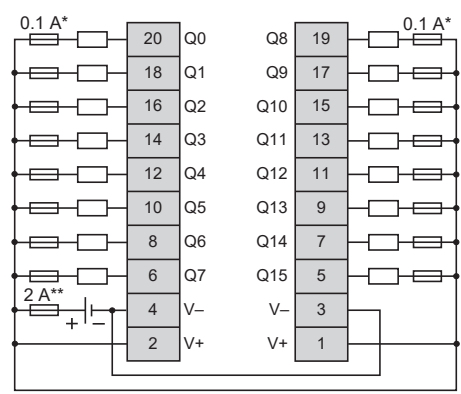 0.1 A* 20 Q0 Q8 19 0.1 A*
18 Q1 Q9 17
16 Q2 Q10 15
14 Q3 Q11 13
12 Q4 Q12 11
10 Q5 Q13 9
8 Q6 Q14 7
6 Q7 Q15 5
2 A**
+ – 4 V– V– 3
2 V+ V+ 1